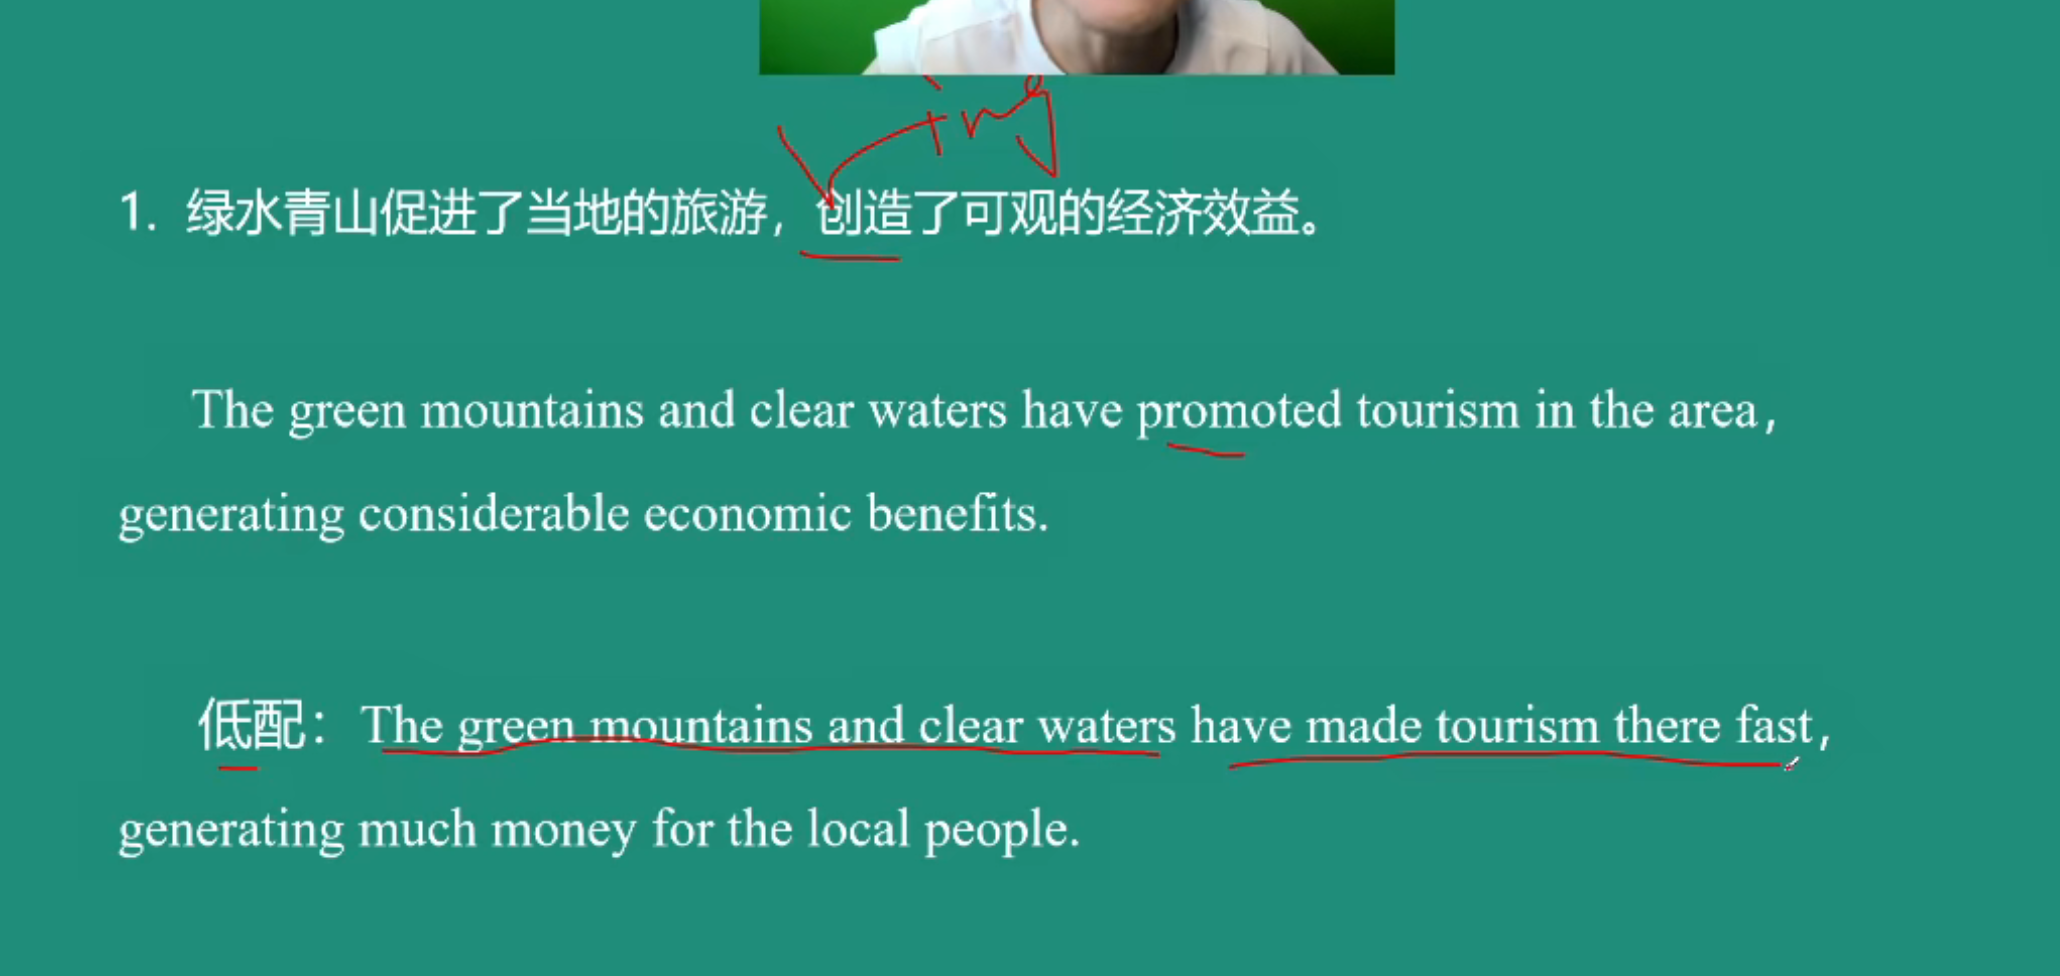 ing
1. 绿水青山促进了当地的旅游，创造了可观的经济效益。
The green mountains and clear waters have promoted tourism in the area,
generating considerable economic benefits.
低配：The green mountains and clear waters have made tourism there fast,
generating much money for the local people.